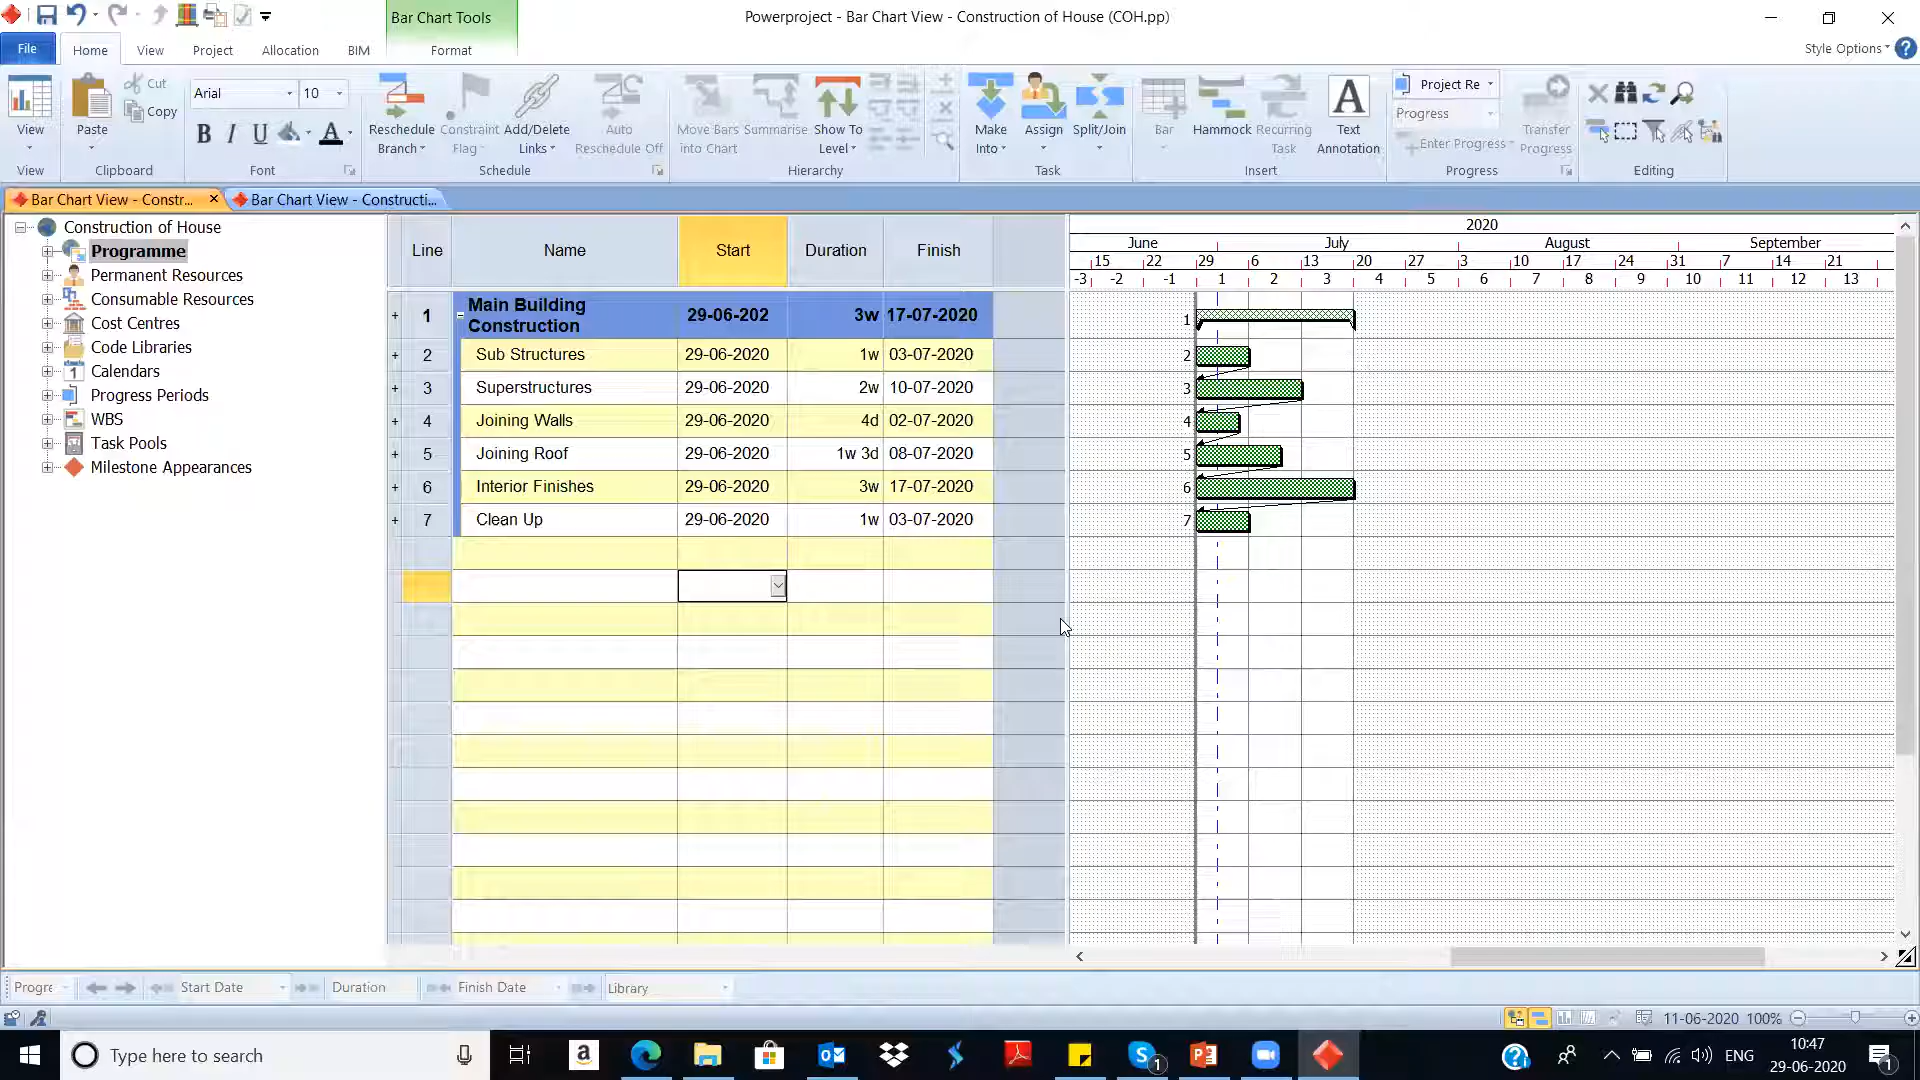 Bar Chart Tools
Powerproject - Bar Chart View - Construction of House (COH.pp)
File Home View Project Allocation BIM Format
Style Options
View
View
Paste
Cut
Copy
Clipboard
Arial 10
B I U A
Font
Reschedule Branch
Constraint Flag
Add/Delete Links
Auto Reschedule Off
Schedule
Move Bars into Chart
Summarise
Show To Level
Hierarchy
Make Into
Assign
Split/Join
Task
Bar
Hammock
Recurring Task
Text Annotation
Insert
Project Re
Progress
Enter Progress
Transfer Progress
Progress
Editing
Bar Chart View - Constr...
Bar Chart View - Constructi...
Construction of House
Programme
Permanent Resources
Consumable Resources
Cost Centres
Code Libraries
Calendars
Progress Periods
WBS
Task Pools
Milestone Appearances
Line Name Start Duration Finish
1 Main Building Construction 29-06-202 3w 17-07-2020
2 Sub Structures 29-06-2020 1w 03-07-2020
3 Superstructures 29-06-2020 2w 10-07-2020
4 Joining Walls 29-06-2020 4d 02-07-2020
5 Joining Roof 29-06-2020 1w 3d 08-07-2020
6 Interior Finishes 29-06-2020 3w 17-07-2020
7 Clean Up 29-06-2020 1w 03-07-2020
2020
June July August September
15 22 29 6 13 20 27 3 10 17 24 31 7 14 21
-3 -2 -1 1 2 3 4 5 6 7 8 9 10 11 12 13
1
2
3
4
5
6
7
Progre
Start Date
Duration
Finish Date
Library
11-06-2020 100%
Type here to search
ENG
10:47
29-06-2020
1
1